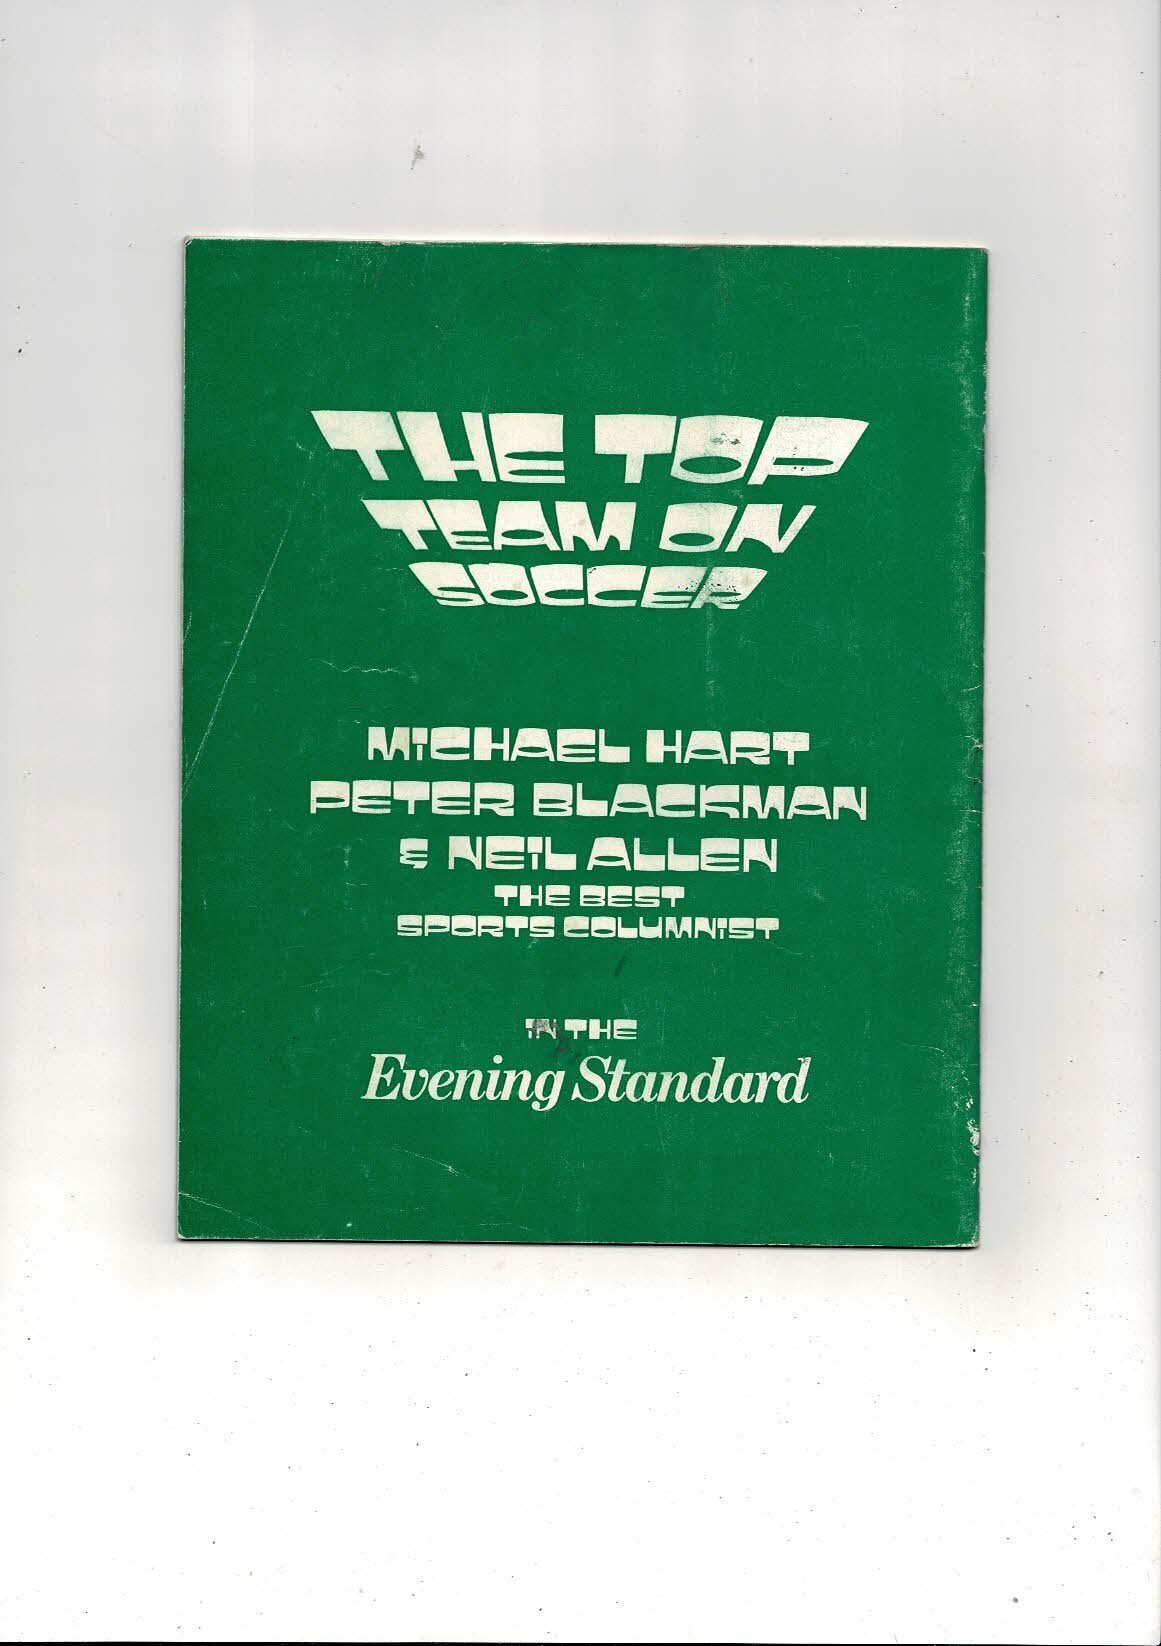 THE TOP
TEAM ON
SOCCER
MiCHAEL HART
PETER BLACKMAN
& NEiL ALLEN
THE BEST
SPORTS COLUMNiST
iN THE
Evening Standard